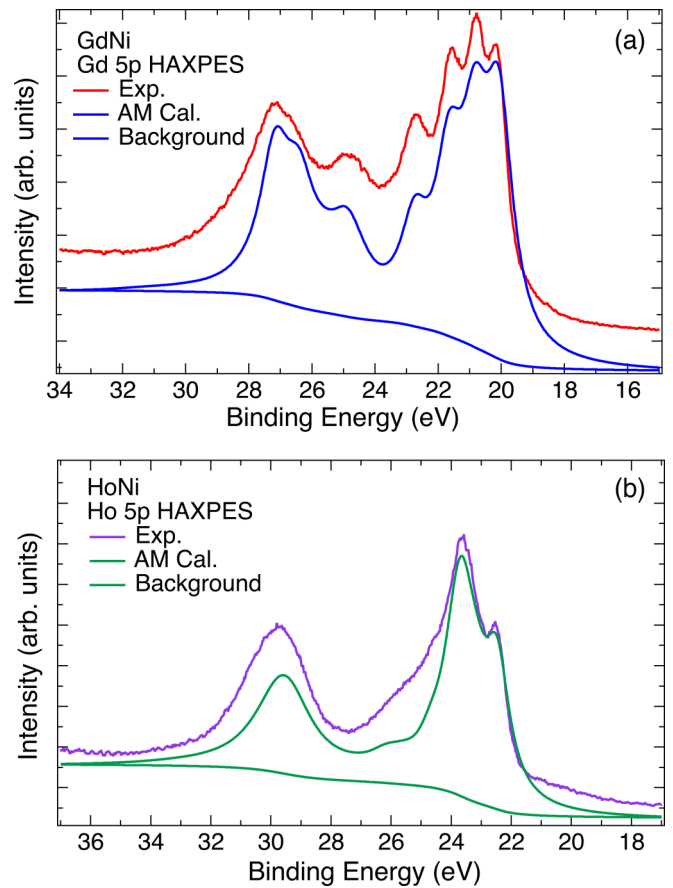 (a)
GdNi
Gd 5p HAXPES
Exp.
AM Cal.
Background
Intensity (arb. units)
34 32 30 28 26 24 22 20 18 16
Binding Energy (eV)
(b)
HoNi
Ho 5p HAXPES
Exp.
AM Cal.
Background
Intensity (arb. units)
36 34 32 30 28 26 24 22 20 18
Binding Energy (eV)